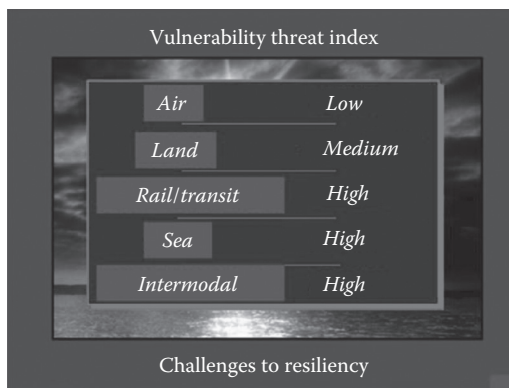 Vulnerability threat index
Air Low
Land Medium
Rail/transit High
Sea High
Intermodal High
Challenges to resiliency